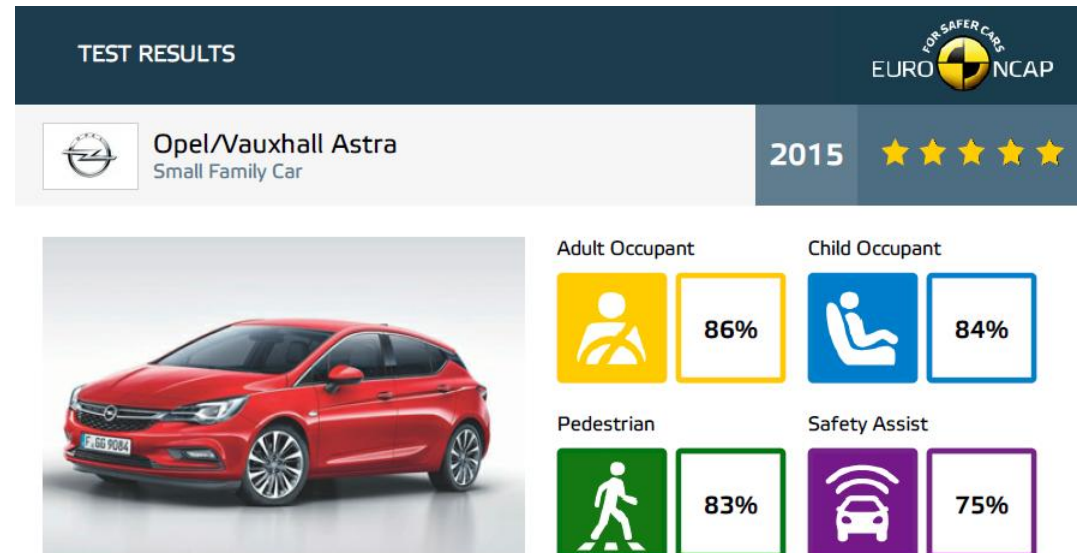 TEST RESULTS
FOR SAFER CARS
EURO NCAP
Opel/Vauxhall Astra
Small Family Car
2015
Adult Occupant
86%
Child Occupant
84%
F GG 9084
Pedestrian
83%
Safety Assist
75%